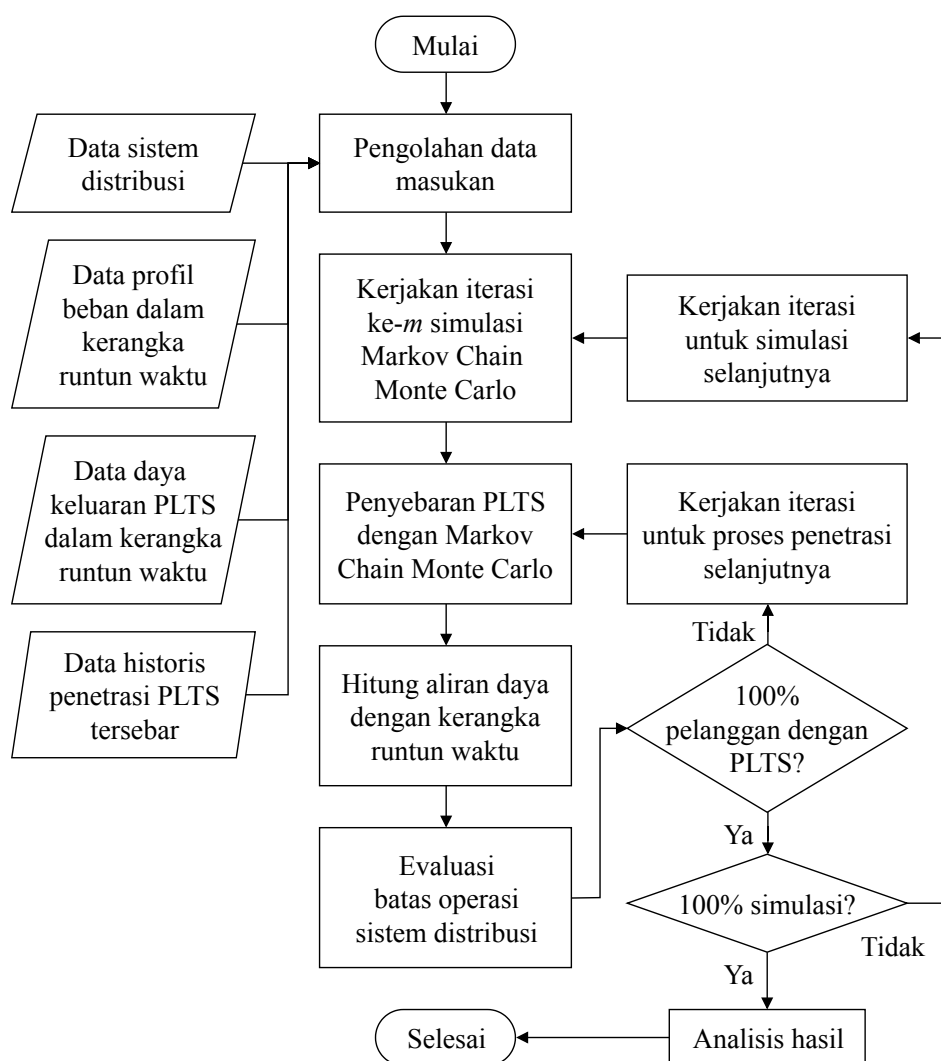 Mulai
Data sistem
distribusi
Pengolahan data
masukan
Data profil
beban dalam
kerangka
runtun waktu
Kerjakan iterasi
ke-m simulasi
Markov Chain
Monte Carlo
Kerjakan iterasi
untuk simulasi
selanjutnya
Data daya
keluaran PLTS
dalam kerangka
runtun waktu
Penyebaran PLTS
dengan Markov
Chain Monte Carlo
Kerjakan iterasi
untuk proses penetrasi
selanjutnya
Tidak
Data historis
penetrasi PLTS
tersebar
Hitung aliran daya
dengan kerangka
runtun waktu
100%
pelanggan dengan
PLTS?
Ya
Evaluasi
batas operasi
sistem distribusi
100% simulasi?
Tidak
Ya
Selesai
Analisis hasil